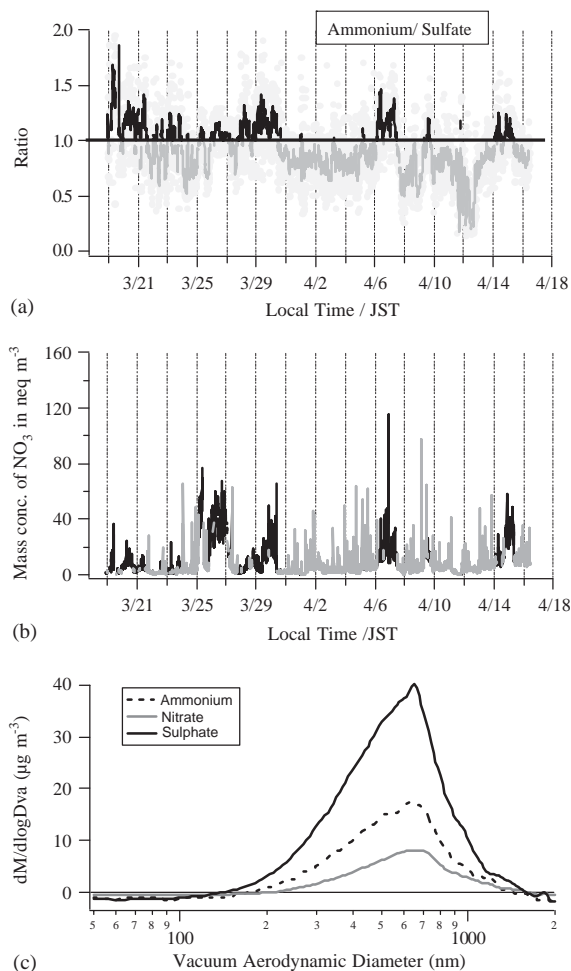 Ammonium/ Sulfate
2.0
1.5
1.0
0.5
0.0
Ratio
3/21 3/25 3/29 4/2 4/6 4/10 4/14 4/18
(a)
Local Time / JST
160
120
80
40
0
Mass conc. of NO3 in neq m-3
3/21 3/25 3/29 4/2 4/6 4/10 4/14 4/18
(b)
Local Time /JST
40
30
20
10
0
dM/dlogDva (µg m-3)
Ammonium
Nitrate
Sulphate
5 6 7 8 9 2 3 4 5 6 7 8 9 2
100 1000
(c)
Vacuum Aerodynamic Diameter (nm)